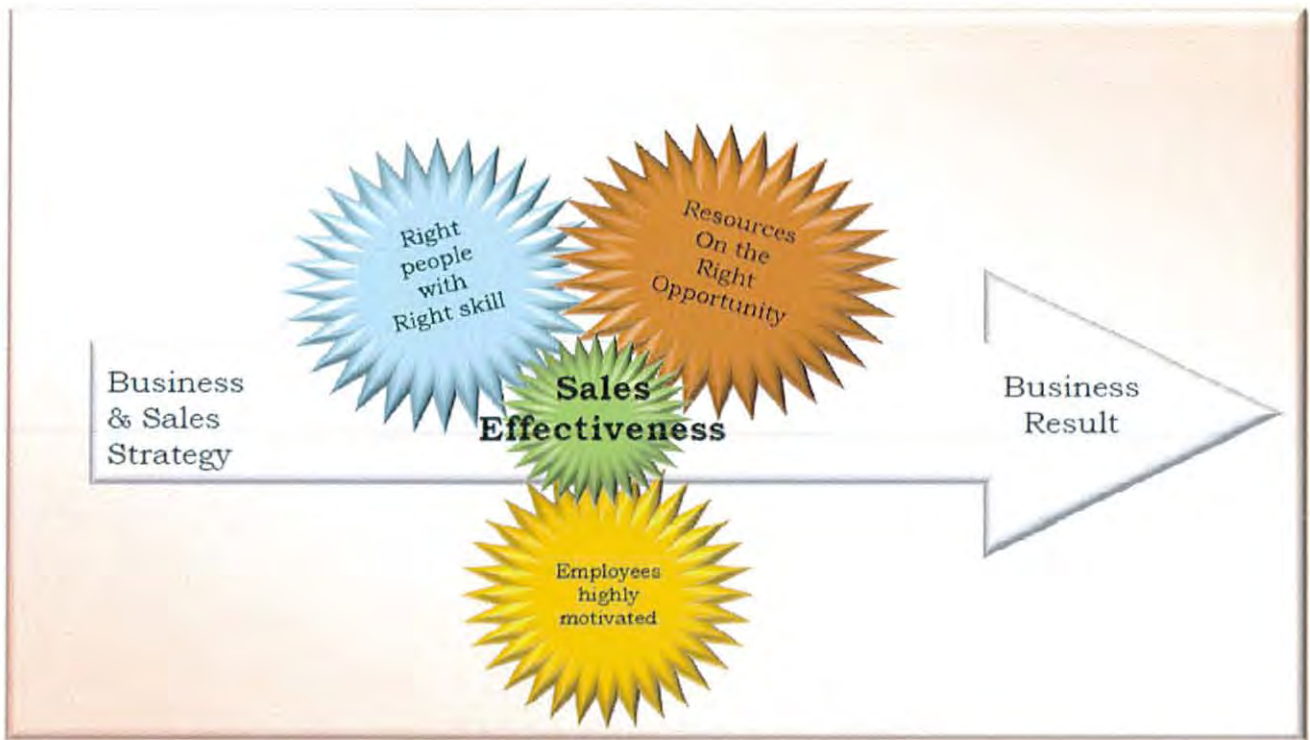 Right
people
with
Right skill
Resources
On the
Right
Opportunity
Sales
Effectiveness
Business
& Sales
Strategy
Business
Result
Employees
highly
motivated